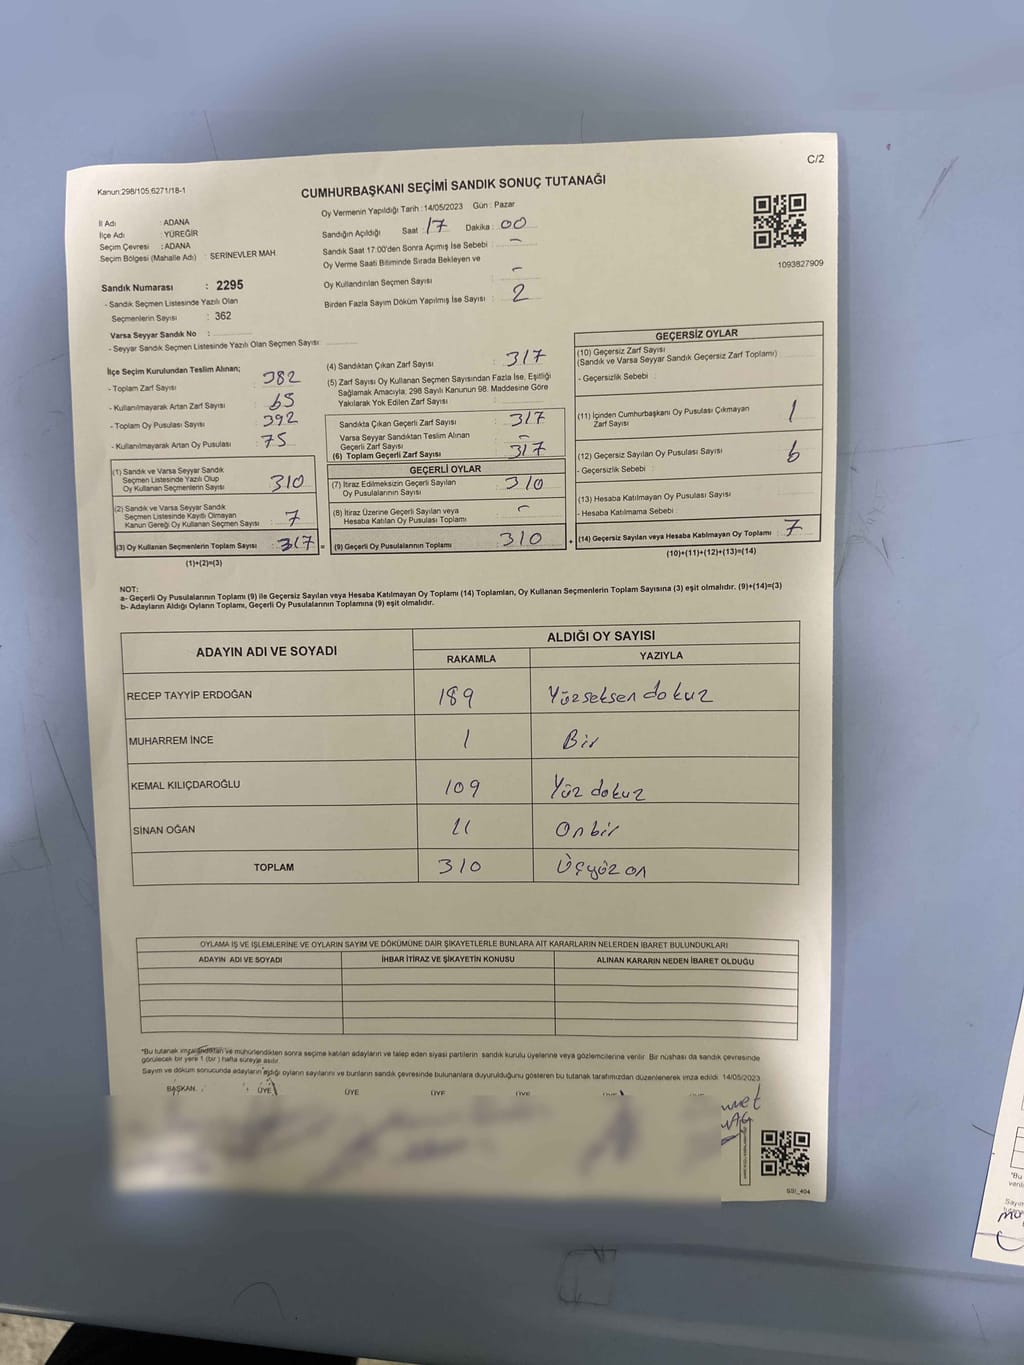 C/2
Kanun:298/105.6271/18-1
CUMHURBAŞKANI SEÇİMİ SANDIK SONUÇ TUTANAĞI
İl Adı : ADANA
İlçe Adı : YÜREĞİR
Seçim Çevresi : ADANA
Seçim Bölgesi (Mahalle Adı) : SERİNEVLER MAH.
Sandık Numarası : 2295
- Sandık Seçmen Listesinde Yazılı Olan
Seçmenlerin Sayısı : 362
Varsa Seyyar Sandık No :
- Seyyar Sandık Seçmen Listesinde Yazılı Olan Seçmen Sayısı :
Oy Vermenin Yapıldığı Tarih : 14/05/2023 Gün : Pazar
Sandığın Açıldığı Saat : 17 Dakika : 00
Sandık Saat 17:00'den Sonra Açımış İse Sebebi : -
Oy Verme Saati Bitiminde Sırada Bekleyen ve
Oy Kullandırılan Seçmen Sayısı : -
Birden Fazla Sayım Döküm Yapılmış İse Sayısı : 2
1093827909
İlçe Seçim Kurulundan Teslim Alınan;
- Toplam Zarf Sayısı : 382
- Kullanılmayarak Artan Zarf Sayısı : 65
- Toplam Oy Pusulası Sayısı : 392
- Kullanılmayarak Artan Oy Pusulası : 75
(1) Sandık ve Varsa Seyyar Sandık
Seçmen Listesinde Yazılı Olup
Oy Kullanan Seçmenlerin Sayısı : 310
(2) Sandık ve Varsa Seyyar Sandık
Seçmen Listesinde Kayıtlı Olmayan
Kanun Gereği Oy Kullanan Seçmen Sayısı : 7
(3) Oy Kullanan Seçmenlerin Toplam Sayısı : 317 =
(1)+(2)=(3)
(4) Sandıktan Çıkan Zarf Sayısı : 317
(5) Zarf Sayısı Oy Kullanan Seçmen Sayısından Fazla İse, Eşitliği
Sağlamak Amacıyla; 298 Sayılı Kanunun 98. Maddesine Göre
Yakılarak Yok Edilen Zarf Sayısı :
Sandıkta Çıkan Geçerli Zarf Sayısı : 317
Varsa Seyyar Sandıktan Teslim Alınan
Geçerli Zarf Sayısı : -
(6) Toplam Geçerli Zarf Sayısı : 317
GEÇERLİ OYLAR
(7) İtiraz Edilmeksizin Geçerli Sayılan
Oy Pusulalarının Sayısı : 310
(8) İtiraz Üzerine Geçerli Sayılan veya
Hesaba Katılan Oy Pusulası Toplamı : -
(9) Geçerli Oy Pusulalarının Toplamı : 310 +
GEÇERSİZ OYLAR
(10) Geçersiz Zarf Sayısı
(Sandık ve Varsa Seyyar Sandık Geçersiz Zarf Toplamı) :
- Geçersizlik Sebebi :
(11) İçinden Cumhurbaşkanı Oy Pusulası Çıkmayan
Zarf Sayısı : 1
(12) Geçersiz Sayılan Oy Pusulası Sayısı : 6
- Geçersizlik Sebebi :
(13) Hesaba Katılmayan Oy Pusulası Sayısı :
- Hesaba Katılmama Sebebi :
(14) Geçersiz Sayılan veya Hesaba Katılmayan Oy Toplamı : 7
(10)+(11)+(12)+(13)=(14)
NOT:
a- Geçerli Oy Pusulalarının Toplamı (9) ile Geçersiz Sayılan veya Hesaba Katılmayan Oy Toplamı (14) Toplamları, Oy Kullanan Seçmenlerin Toplam Sayısına (3) eşit olmalıdır. (9)+(14)=(3)
b- Adayların Aldığı Oyların Toplamı, Geçerli Oy Pusulalarının Toplamına (9) eşit olmalıdır.
ADAYIN ADI VE SOYADI ALDIĞI OY SAYISI
RAKAMLA YAZIYLA
RECEP TAYYİP ERDOĞAN 189 Yüzseksen dokuz
MUHARREM İNCE 1 Bir
KEMAL KILIÇDAROĞLU 109 Yüz dokuz
SİNAN OĞAN 11 Onbir
TOPLAM 310 Üçyüz on
OYLAMA İŞ VE İŞLEMLERİNE VE OYLARIN SAYIM VE DÖKÜMÜNE DAİR ŞİKAYETLERLE BUNLARA AİT KARARLARIN NELERDEN İBARET BULUNDUKLARI
ADAYIN ADI VE SOYADI İHBAR İTİRAZ VE ŞİKAYETİN KONUSU ALINAN KARARIN NEDEN İBARET OLDUĞU
*Bu tutanak imzalandıktan ve mühürlendikten sonra seçime katılan adayların ve talep eden siyasi partilerin sandık kurulu üyelerine veya gözlemcilerine verilir. Bir nüshası da sandık çevresinde
görülecek bir yere 1 (bir) hafta süreyle asılır.
Sayım ve döküm sonucunda adayların aldığı oyların sayılarını ve bunların sandık çevresinde bulunanlara duyurulduğunu gösteren bu tutanak tarafımızdan düzenlenerek imza edildi. 14/05/2023
BAŞKAN ÜYE ÜYE ÜYE
SSI_404